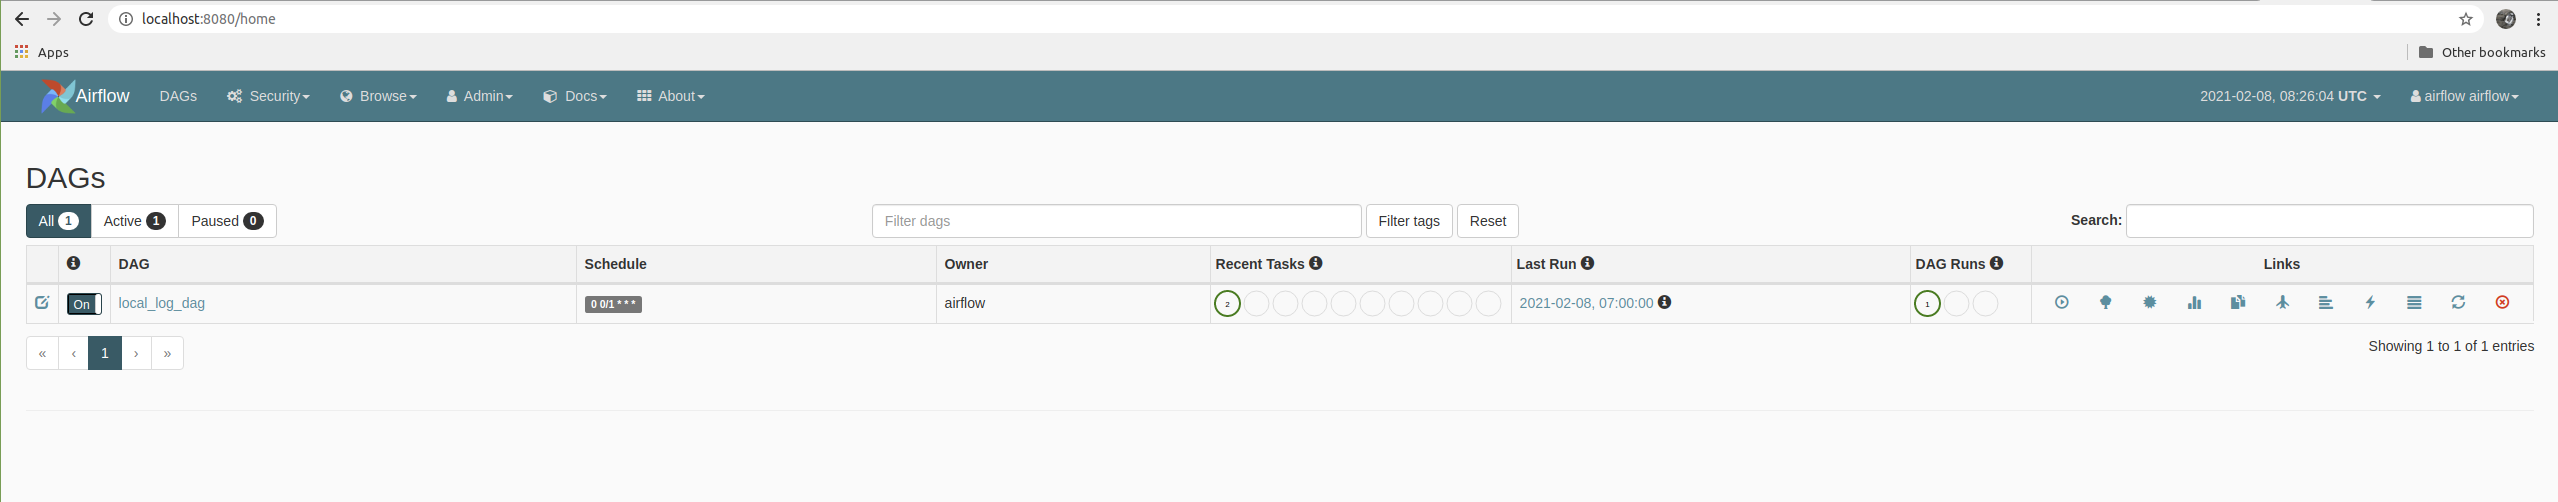 localhost:8080/home
Apps
Other bookmarks
Airflow DAGs Security Browse Admin Docs About 2021-02-08, 08:26:04 UTC airflow airflow
DAGs
All 1 Active 1 Paused 0 Filter dags Filter tags Reset Search:
DAG Schedule Owner Recent Tasks Last Run DAG Runs Links
On local_log_dag 0 0/1 * * * airflow 2 2021-02-08, 07:00:00 1
« ‹ 1 › » Showing 1 to 1 of 1 entries